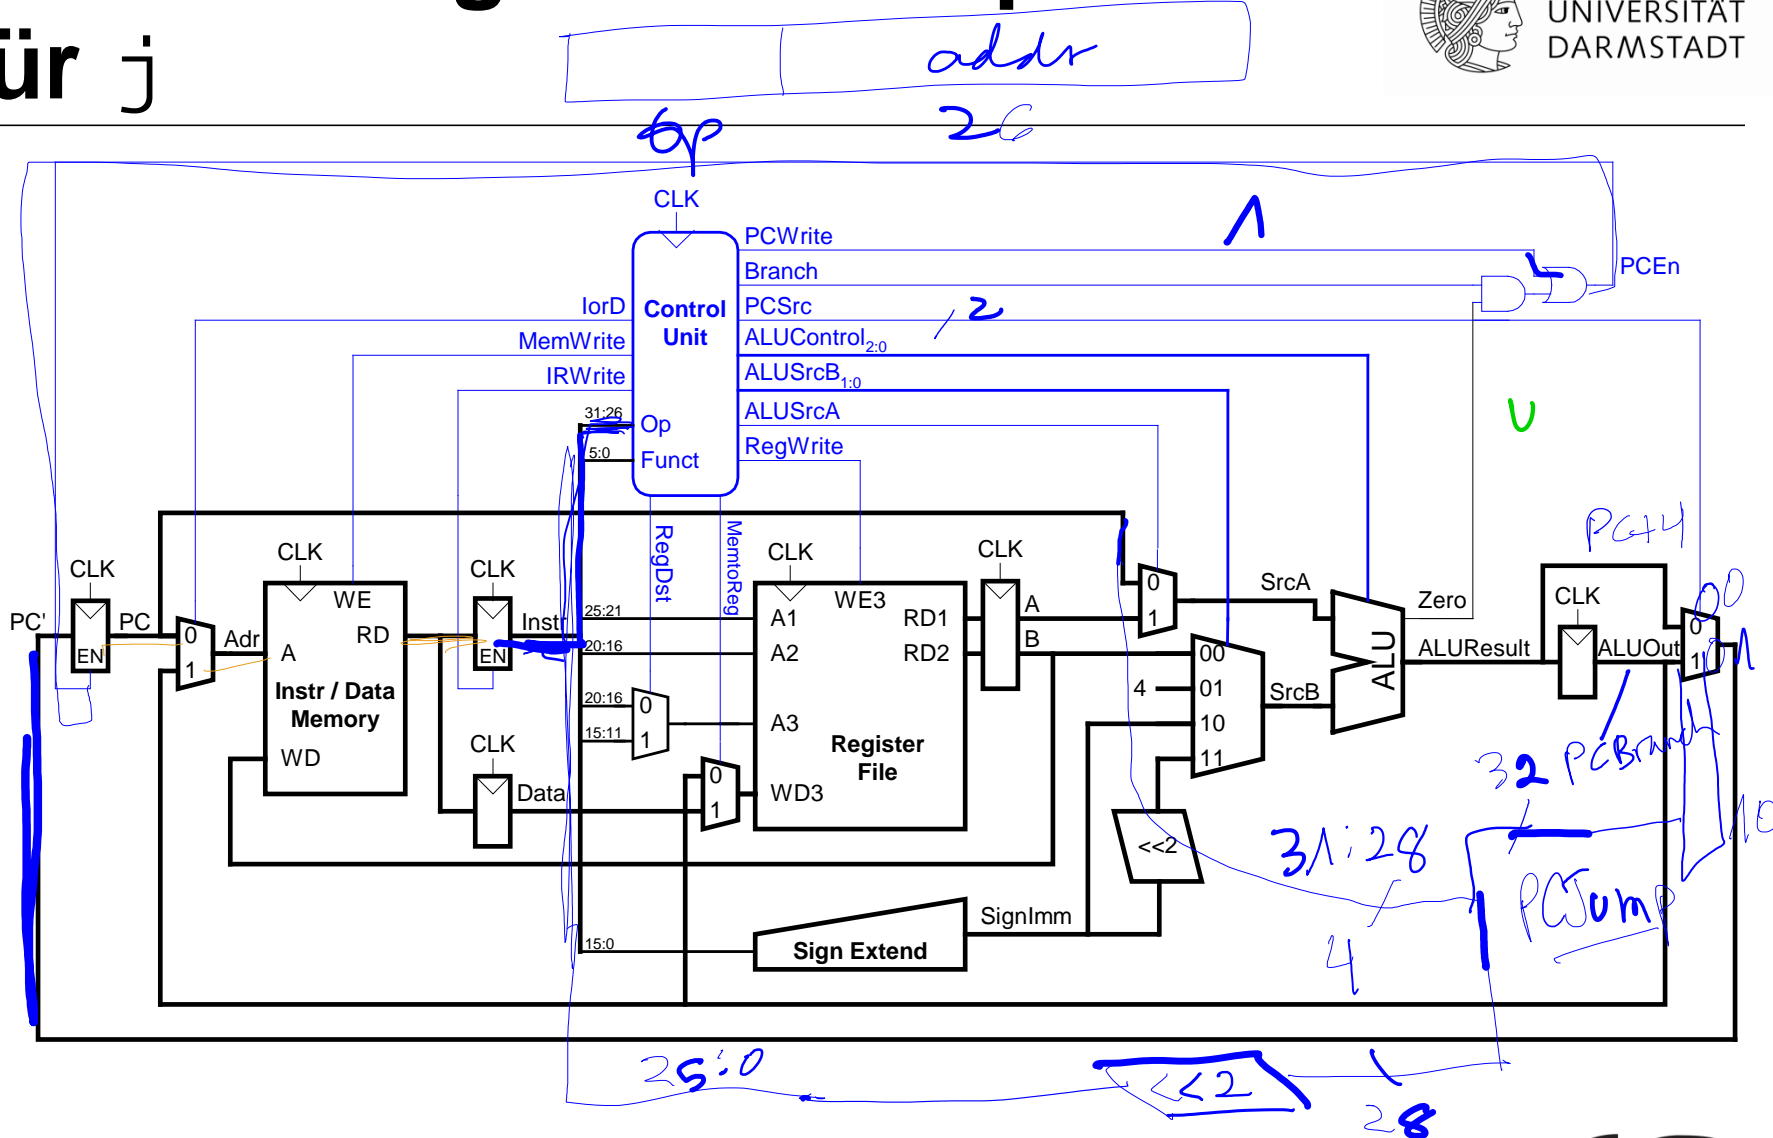 UNIVERSITÄT
DARMSTADT
für j
addr
op
26
CLK
PCWrite
1
Branch
PCEn
IorD
Control
Unit
PCSrc
2
MemWrite
ALUControl2:0
IRWrite
ALUSrcB1:0
31:26
Op
ALUSrcA
5:0
Funct
RegWrite
RegDst
MemtoReg
PC+4
CLK
CLK
CLK
CLK
CLK
CLK
PC'
PC
EN
0
1
Adr
WE
RD
A
Instr / Data
Memory
WD
Instr
EN
CLK
Data
25:21
20:16
20:16
15:11
0
1
0
1
A1
A2
A3
WD3
WE3
RD1
RD2
Register
File
A
B
0
1
SrcA
00
4
01
10
11
SrcB
ALU
Zero
ALUResult
ALUOut
0
1
00
01
10
32
PCBranch
<<2
31:28
4
PCJump
SignImm
15:0
Sign Extend
25:0
<<2
28